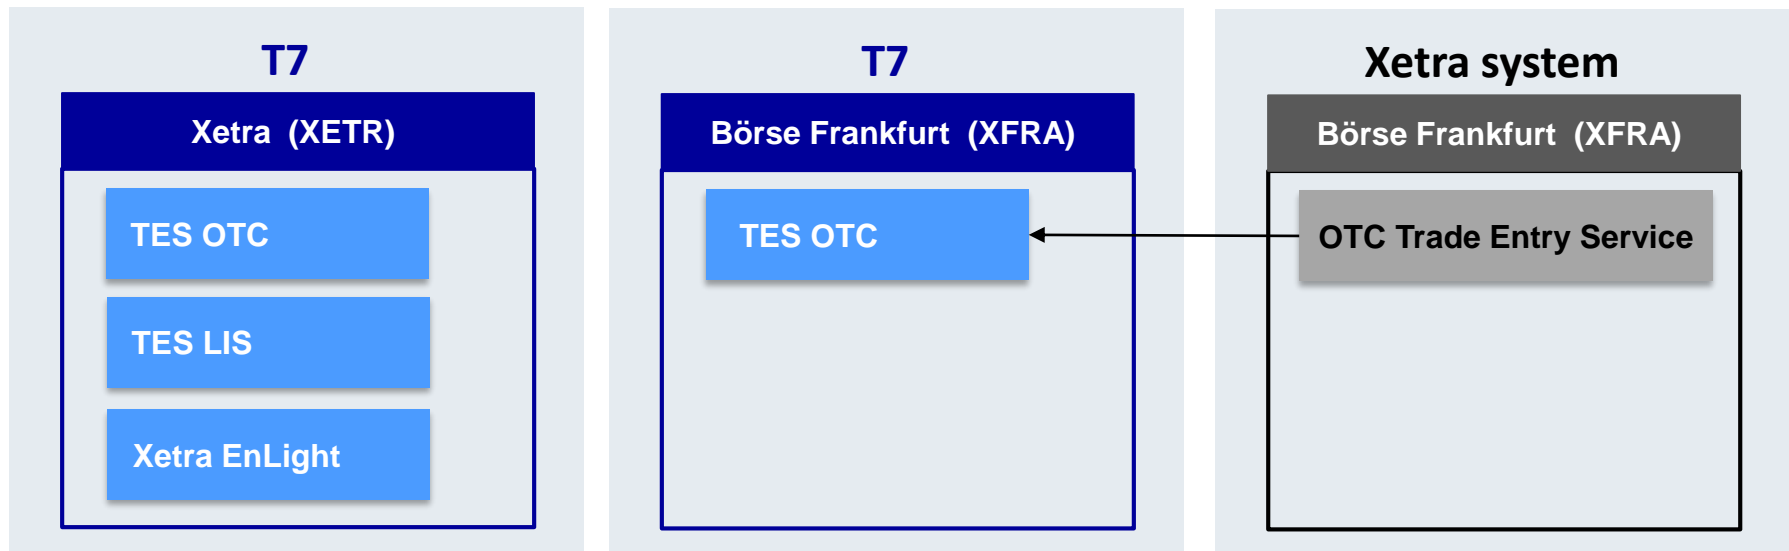 T7
Xetra (XETR)
TES OTC
TES LIS
Xetra EnLight
T7
Börse Frankfurt (XFRA)
TES OTC
Xetra system
Börse Frankfurt (XFRA)
OTC Trade Entry Service